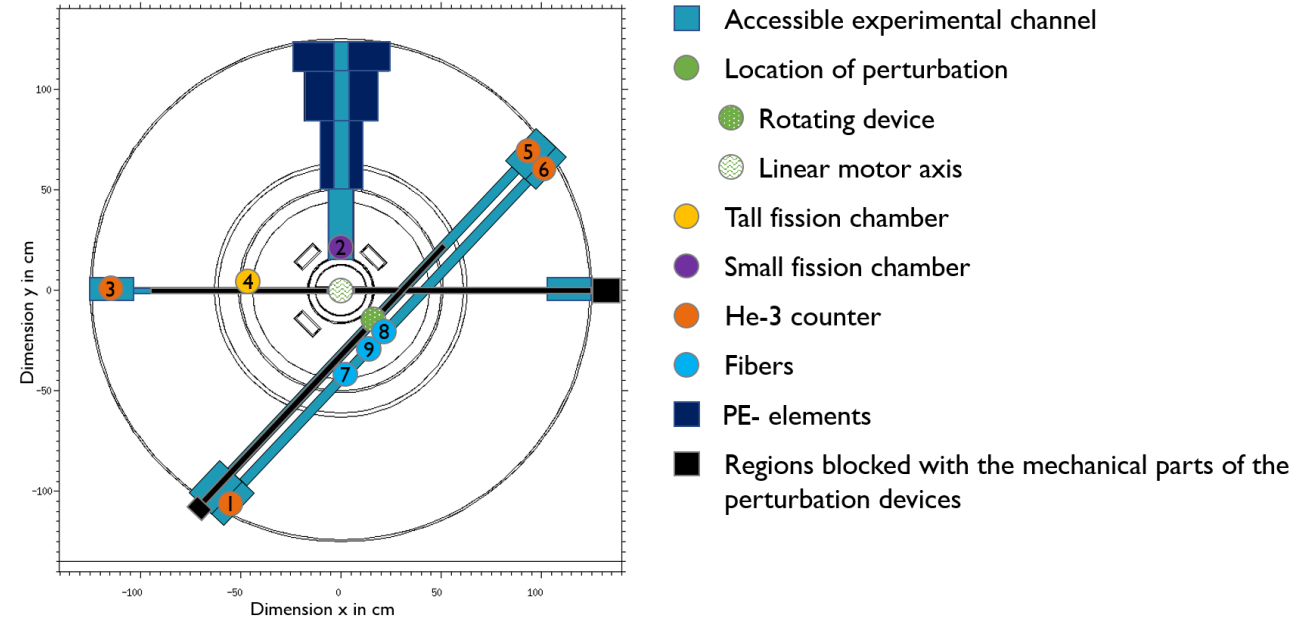 Accessible experimental channel
Location of perturbation
Rotating device
Linear motor axis
Tall fission chamber
Small fission chamber
He-3 counter
Fibers
PE- elements
Regions blocked with the mechanical parts of the
perturbation devices
100
50
0
-50
-100
Dimension y in cm
5
6
2
4
3
8
9
7
1
-100
-50
0
50
100
Dimension x in cm